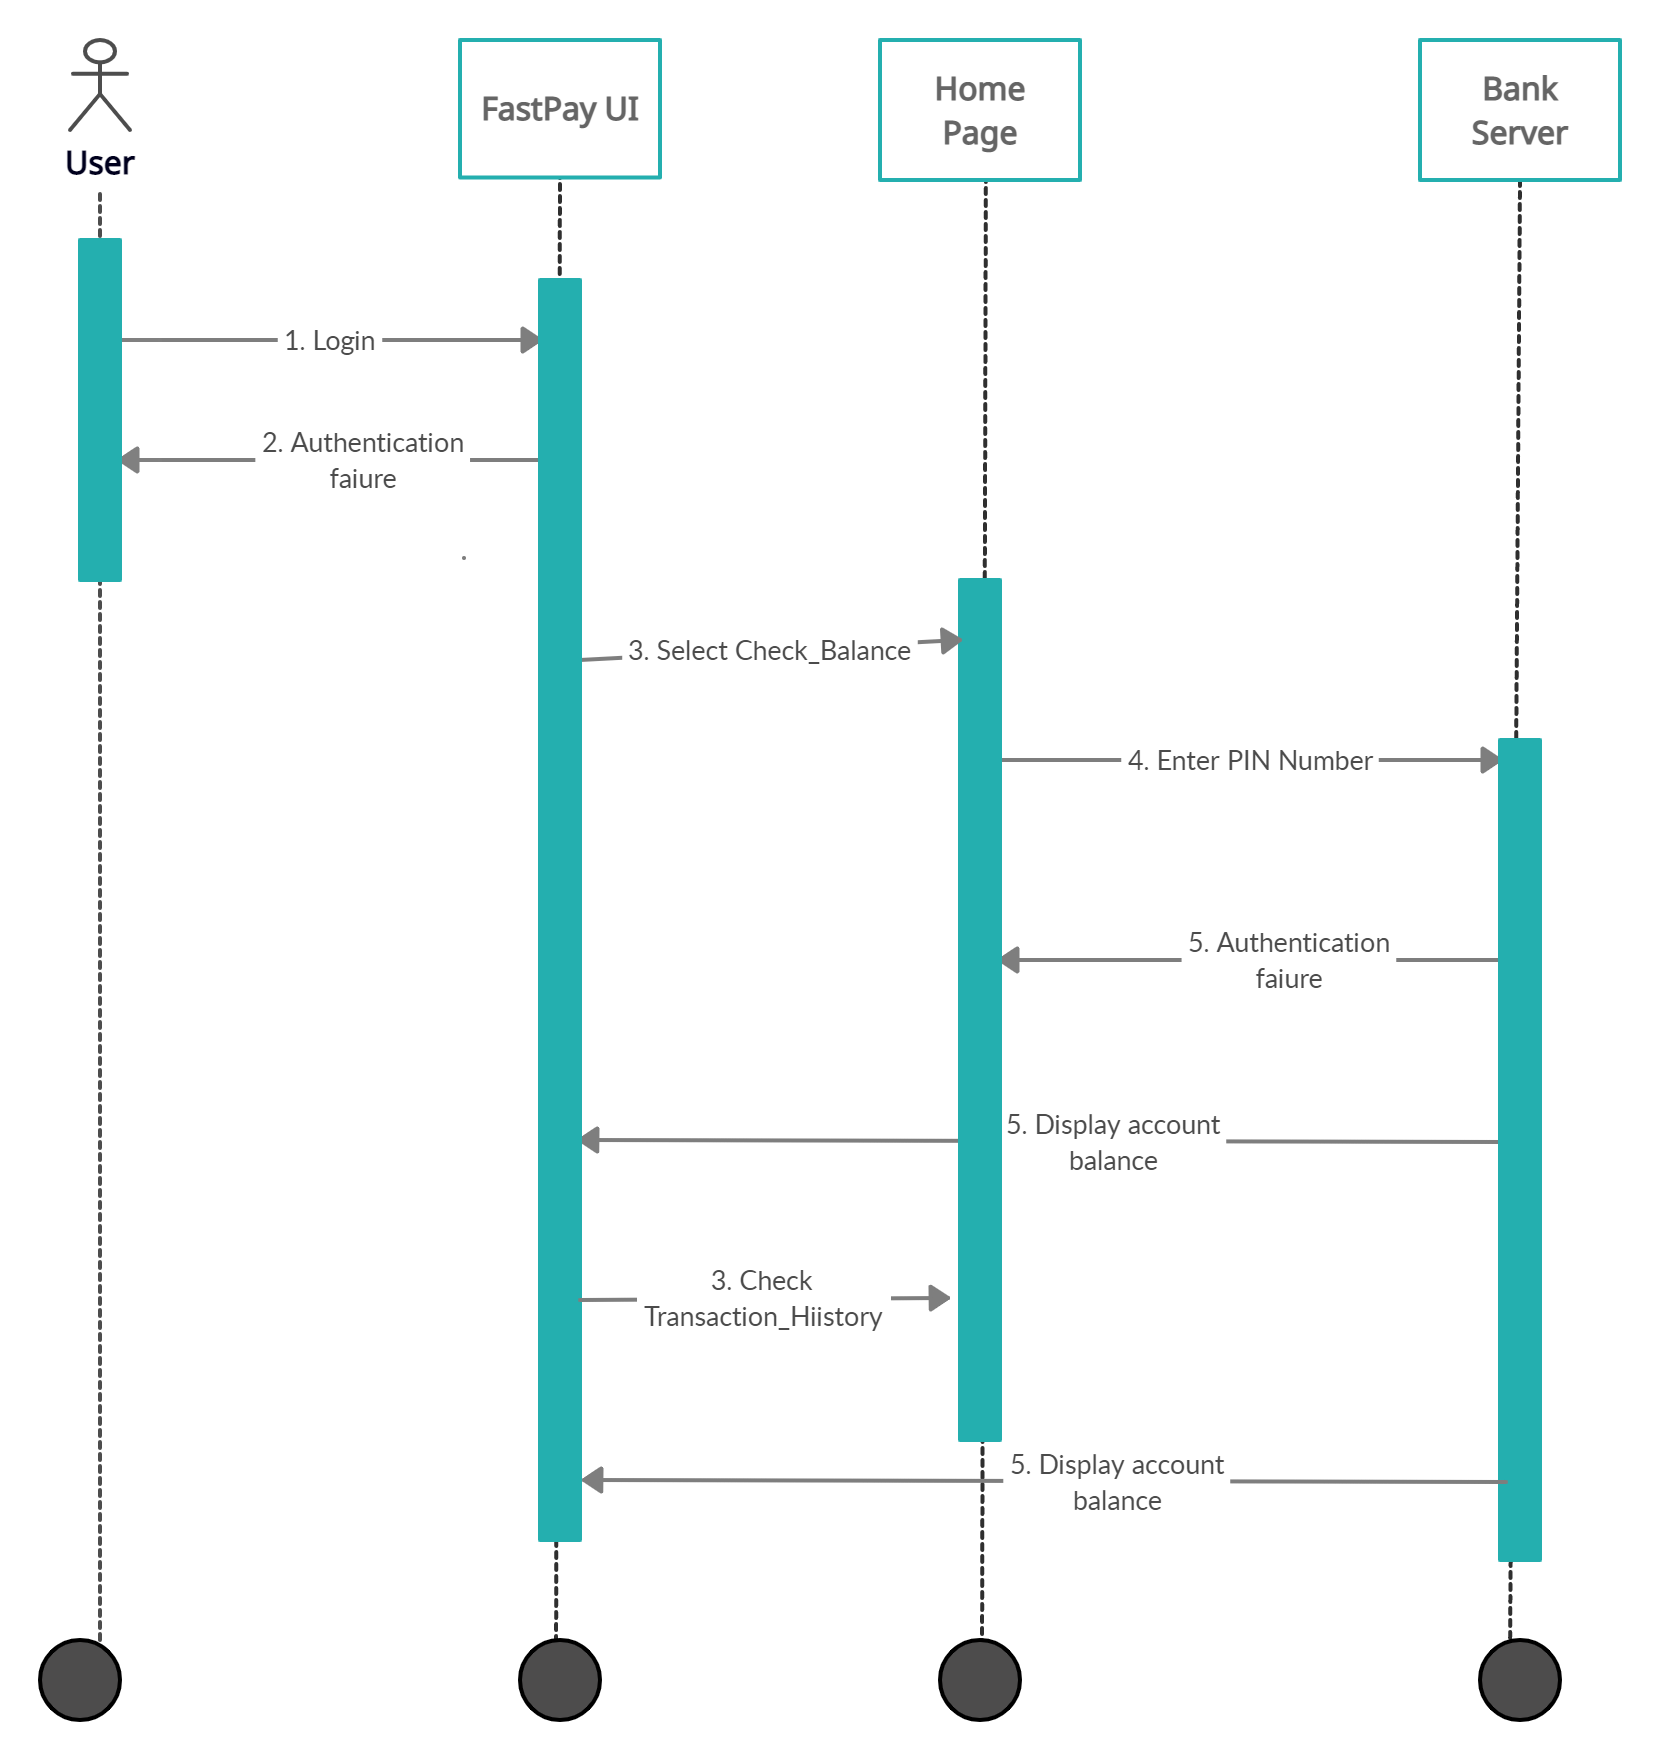 User
FastPay UI
Home
Page
Bank
Server
1. Login
2. Authentication
faiure
.
3. Select Check_Balance
4. Enter PIN Number
5. Authentication
faiure
5. Display account
balance
3. Check
Transaction_Hiistory
5. Display account
balance